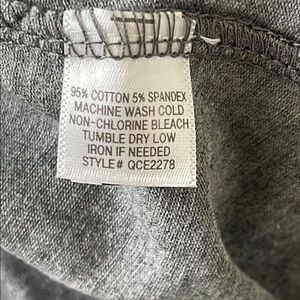 95% COTTON 5% SPANDEX
MACHINE WASH COLD
NON-CHLORINE BLEACH
TUMBLE DRY LOW
IRON IF NEEDED
STYLE# QCE2278